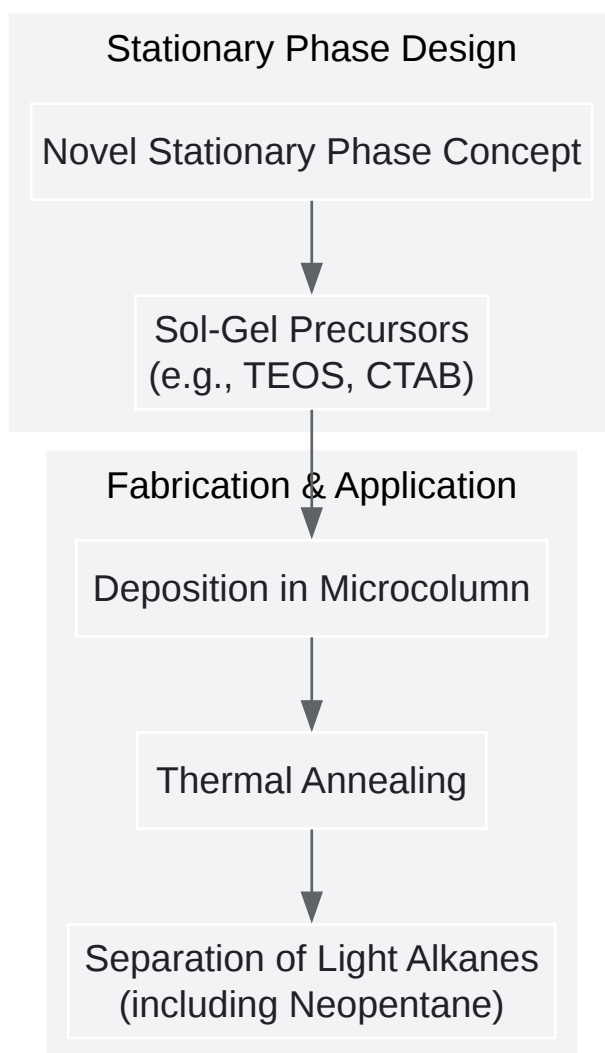 Stationary Phase Design
Novel Stationary Phase Concept
Sol-Gel Precursors
(e.g., TEOS, CTAB)
Fabrication & Application
Deposition in Microcolumn
Thermal Annealing
Separation of Light Alkanes
(including Neopentane)